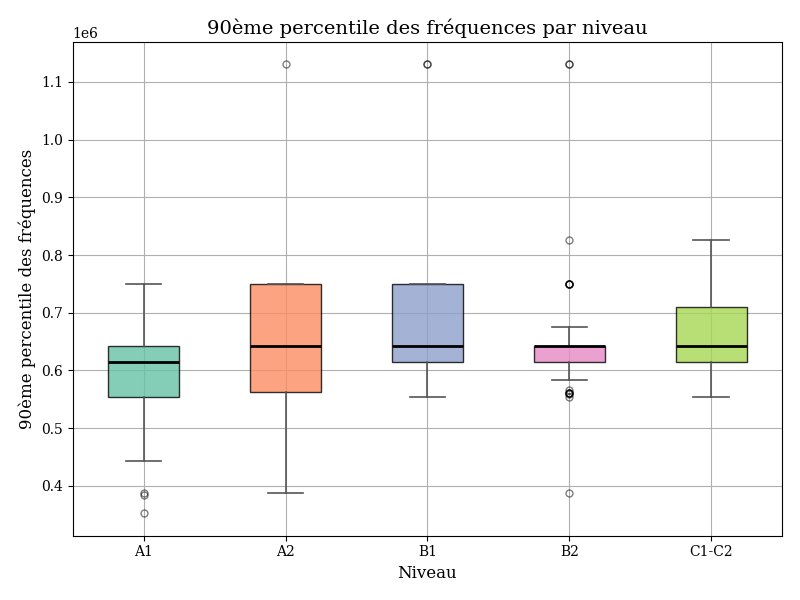 90ème percentile des fréquences par niveau
1e6
90ème percentile des fréquences
1.1
1.0
0.9
0.8
0.7
0.6
0.5
0.4
A1 A2 B1 B2 C1-C2
Niveau